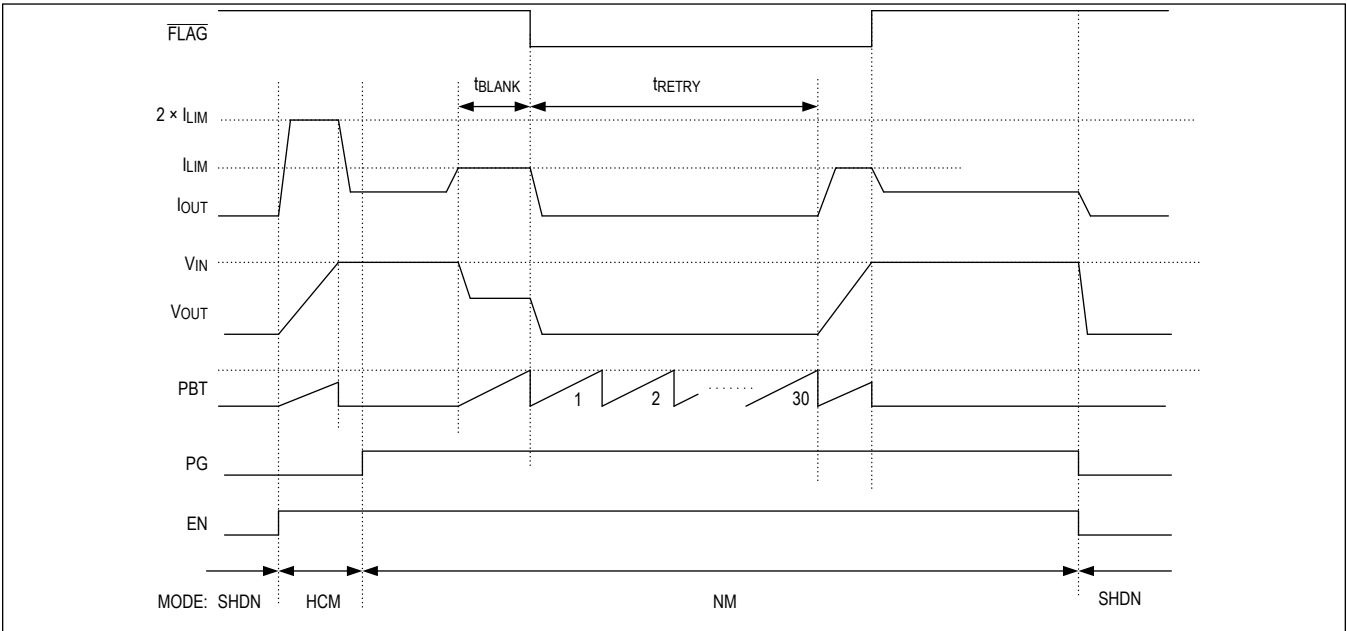 FLAG
tBLANK
tRETRY
2 × ILIM
ILIM
IOUT
VIN
VOUT
PBT
1
2
.......
30
PG
EN
MODE: SHDN
HCM
NM
SHDN